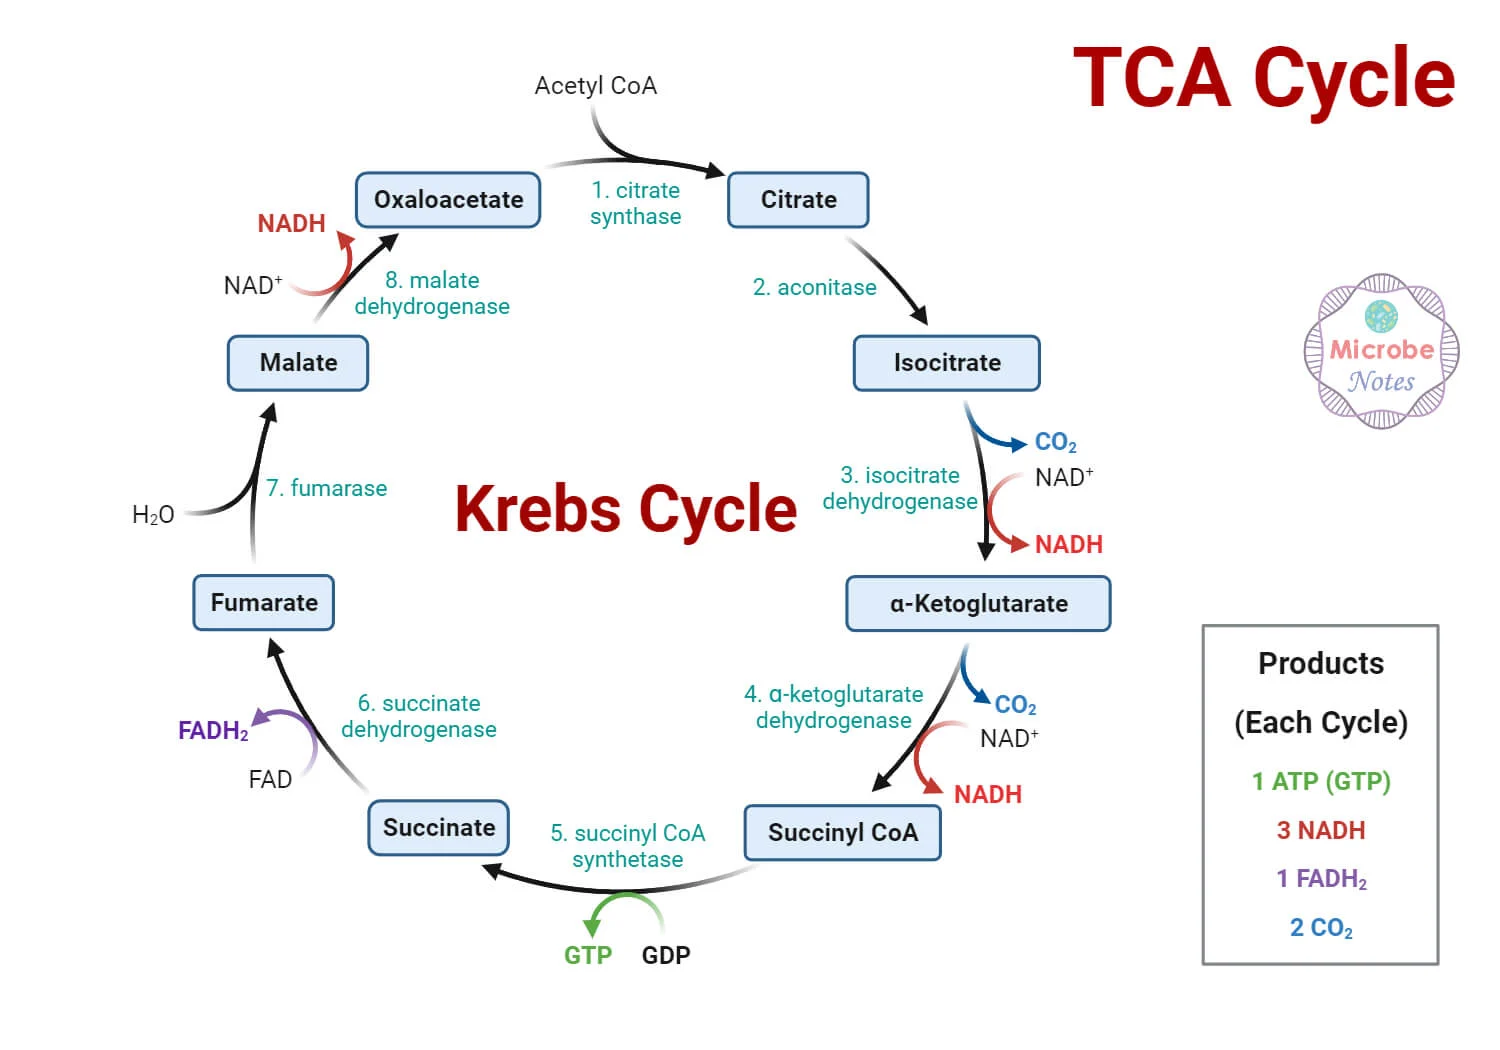 TCA Cycle
Acetyl CoA
Oxaloacetate
1. citrate
synthase
Citrate
NADH
NAD⁺
8. malate
dehydrogenase
2. aconitase
Malate
Isocitrate
Microbe
Notes
CO₂
NAD⁺
3. isocitrate
dehydrogenase
NADH
Krebs Cycle
7. fumarase
H₂O
Fumarate
α-Ketoglutarate
4. α-ketoglutarate
dehydrogenase
CO₂
NAD⁺
NADH
6. succinate
dehydrogenase
FADH₂
FAD
Succinate
5. succinyl CoA
synthetase
Succinyl CoA
GTP
GDP
Products
(Each Cycle)
1 ATP (GTP)
3 NADH
1 FADH₂
2 CO₂